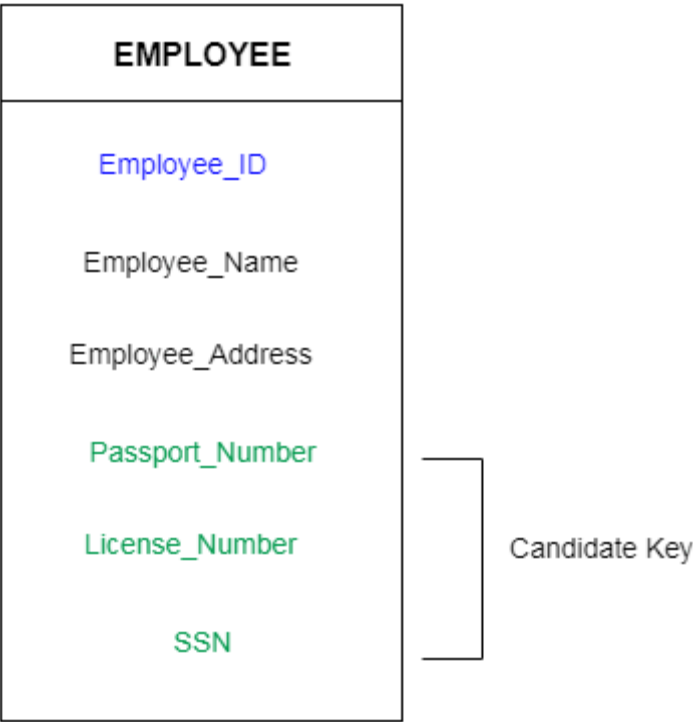 EMPLOYEE
Employee_ID
Employee_Name
Employee_Address
Passport_Number
License_Number
Candidate Key
SSN